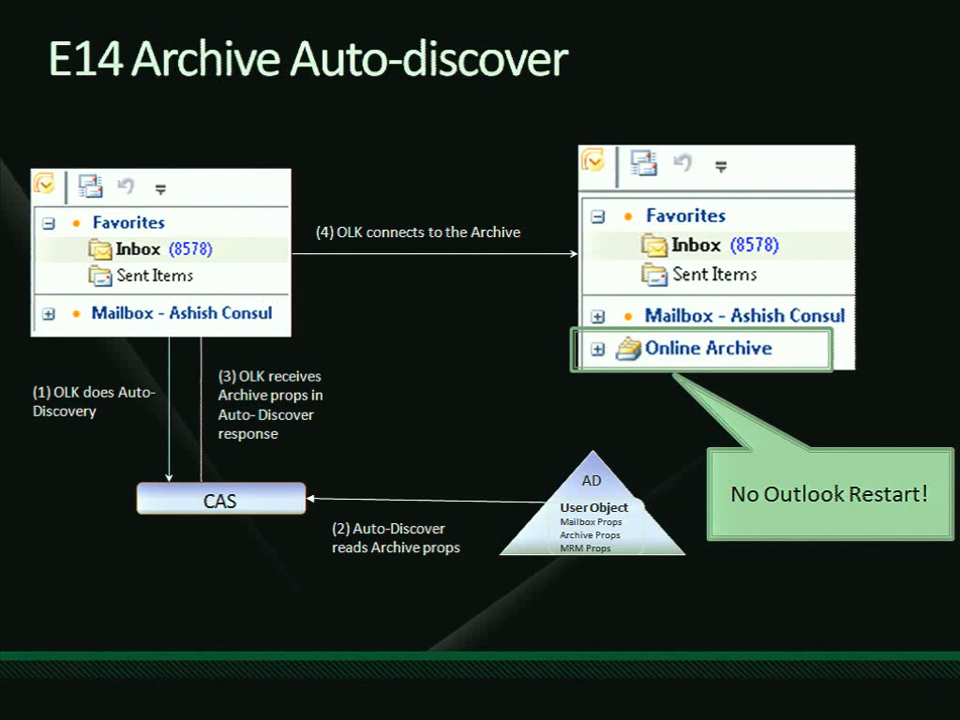 E14 Archive Auto-discover
Favorites
Inbox (8578)
Sent Items
Mailbox - Ashish Consul
(4) OLK connects to the Archive
Favorites
Inbox (8578)
Sent Items
Mailbox - Ashish Consul
Online Archive
(1) OLK does Auto-
Discovery
(3) OLK receives
Archive props in
Auto- Discover
response
No Outlook Restart!
CAS
(2) Auto-Discover
reads Archive props
AD
User Object
Mailbox Props
Archive Props
MRM Props